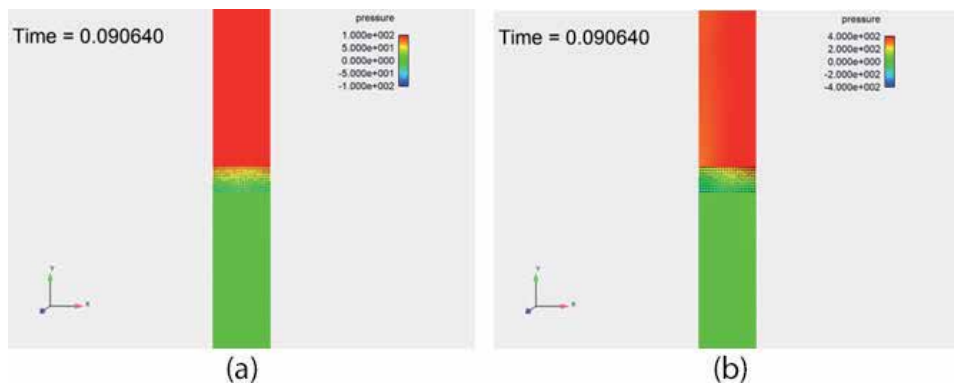 Time = 0.090640
pressure
1.000e+002
5.000e+001
0.000e+000
-5.000e+001
-1.000e+002
Y
X
(a)
Time = 0.090640
pressure
4.000e+002
2.000e+002
0.000e+000
-2.000e+002
-4.000e+002
Y
X
(b)